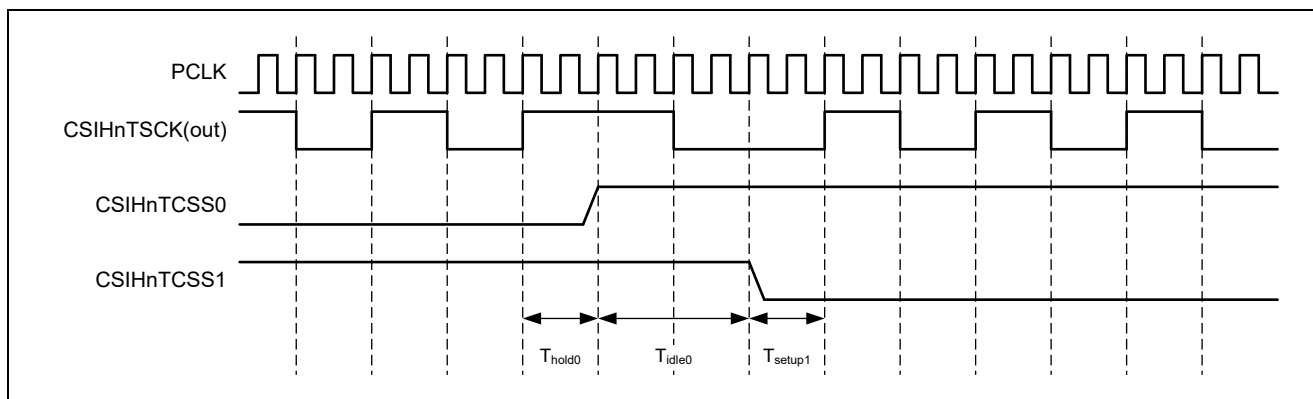 PCLK
CSIHnTSCK(out)
CSIHnTCSS0
CSIHnTCSS1
Thold0 Tidle0 Tsetup1